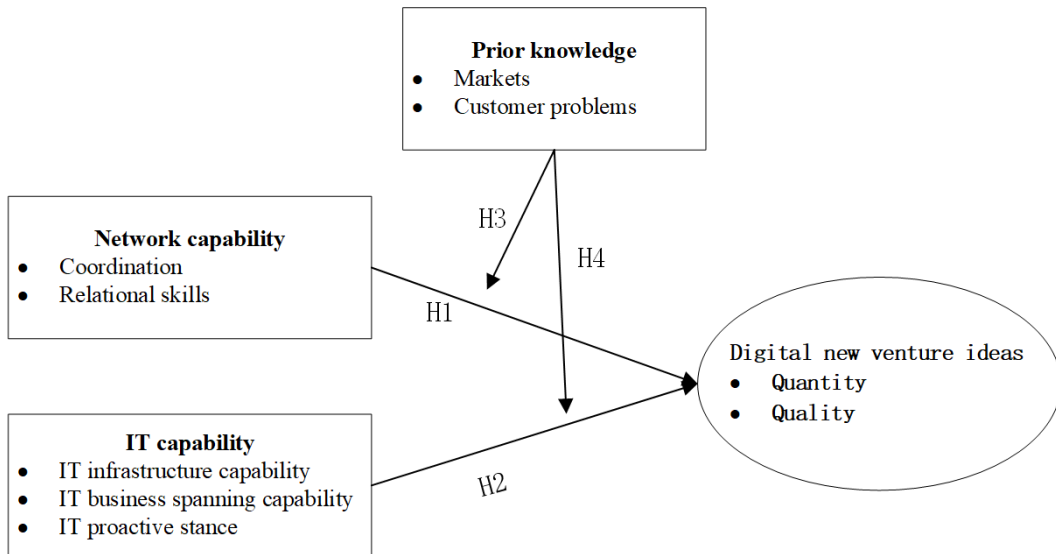 Prior knowledge
● Markets
● Customer problems
H3
H4
Network capability
● Coordination
● Relational skills
H1
Digital new venture ideas
● Quantity
● Quality
IT capability
● IT infrastructure capability
● IT business spanning capability
● IT proactive stance
H2